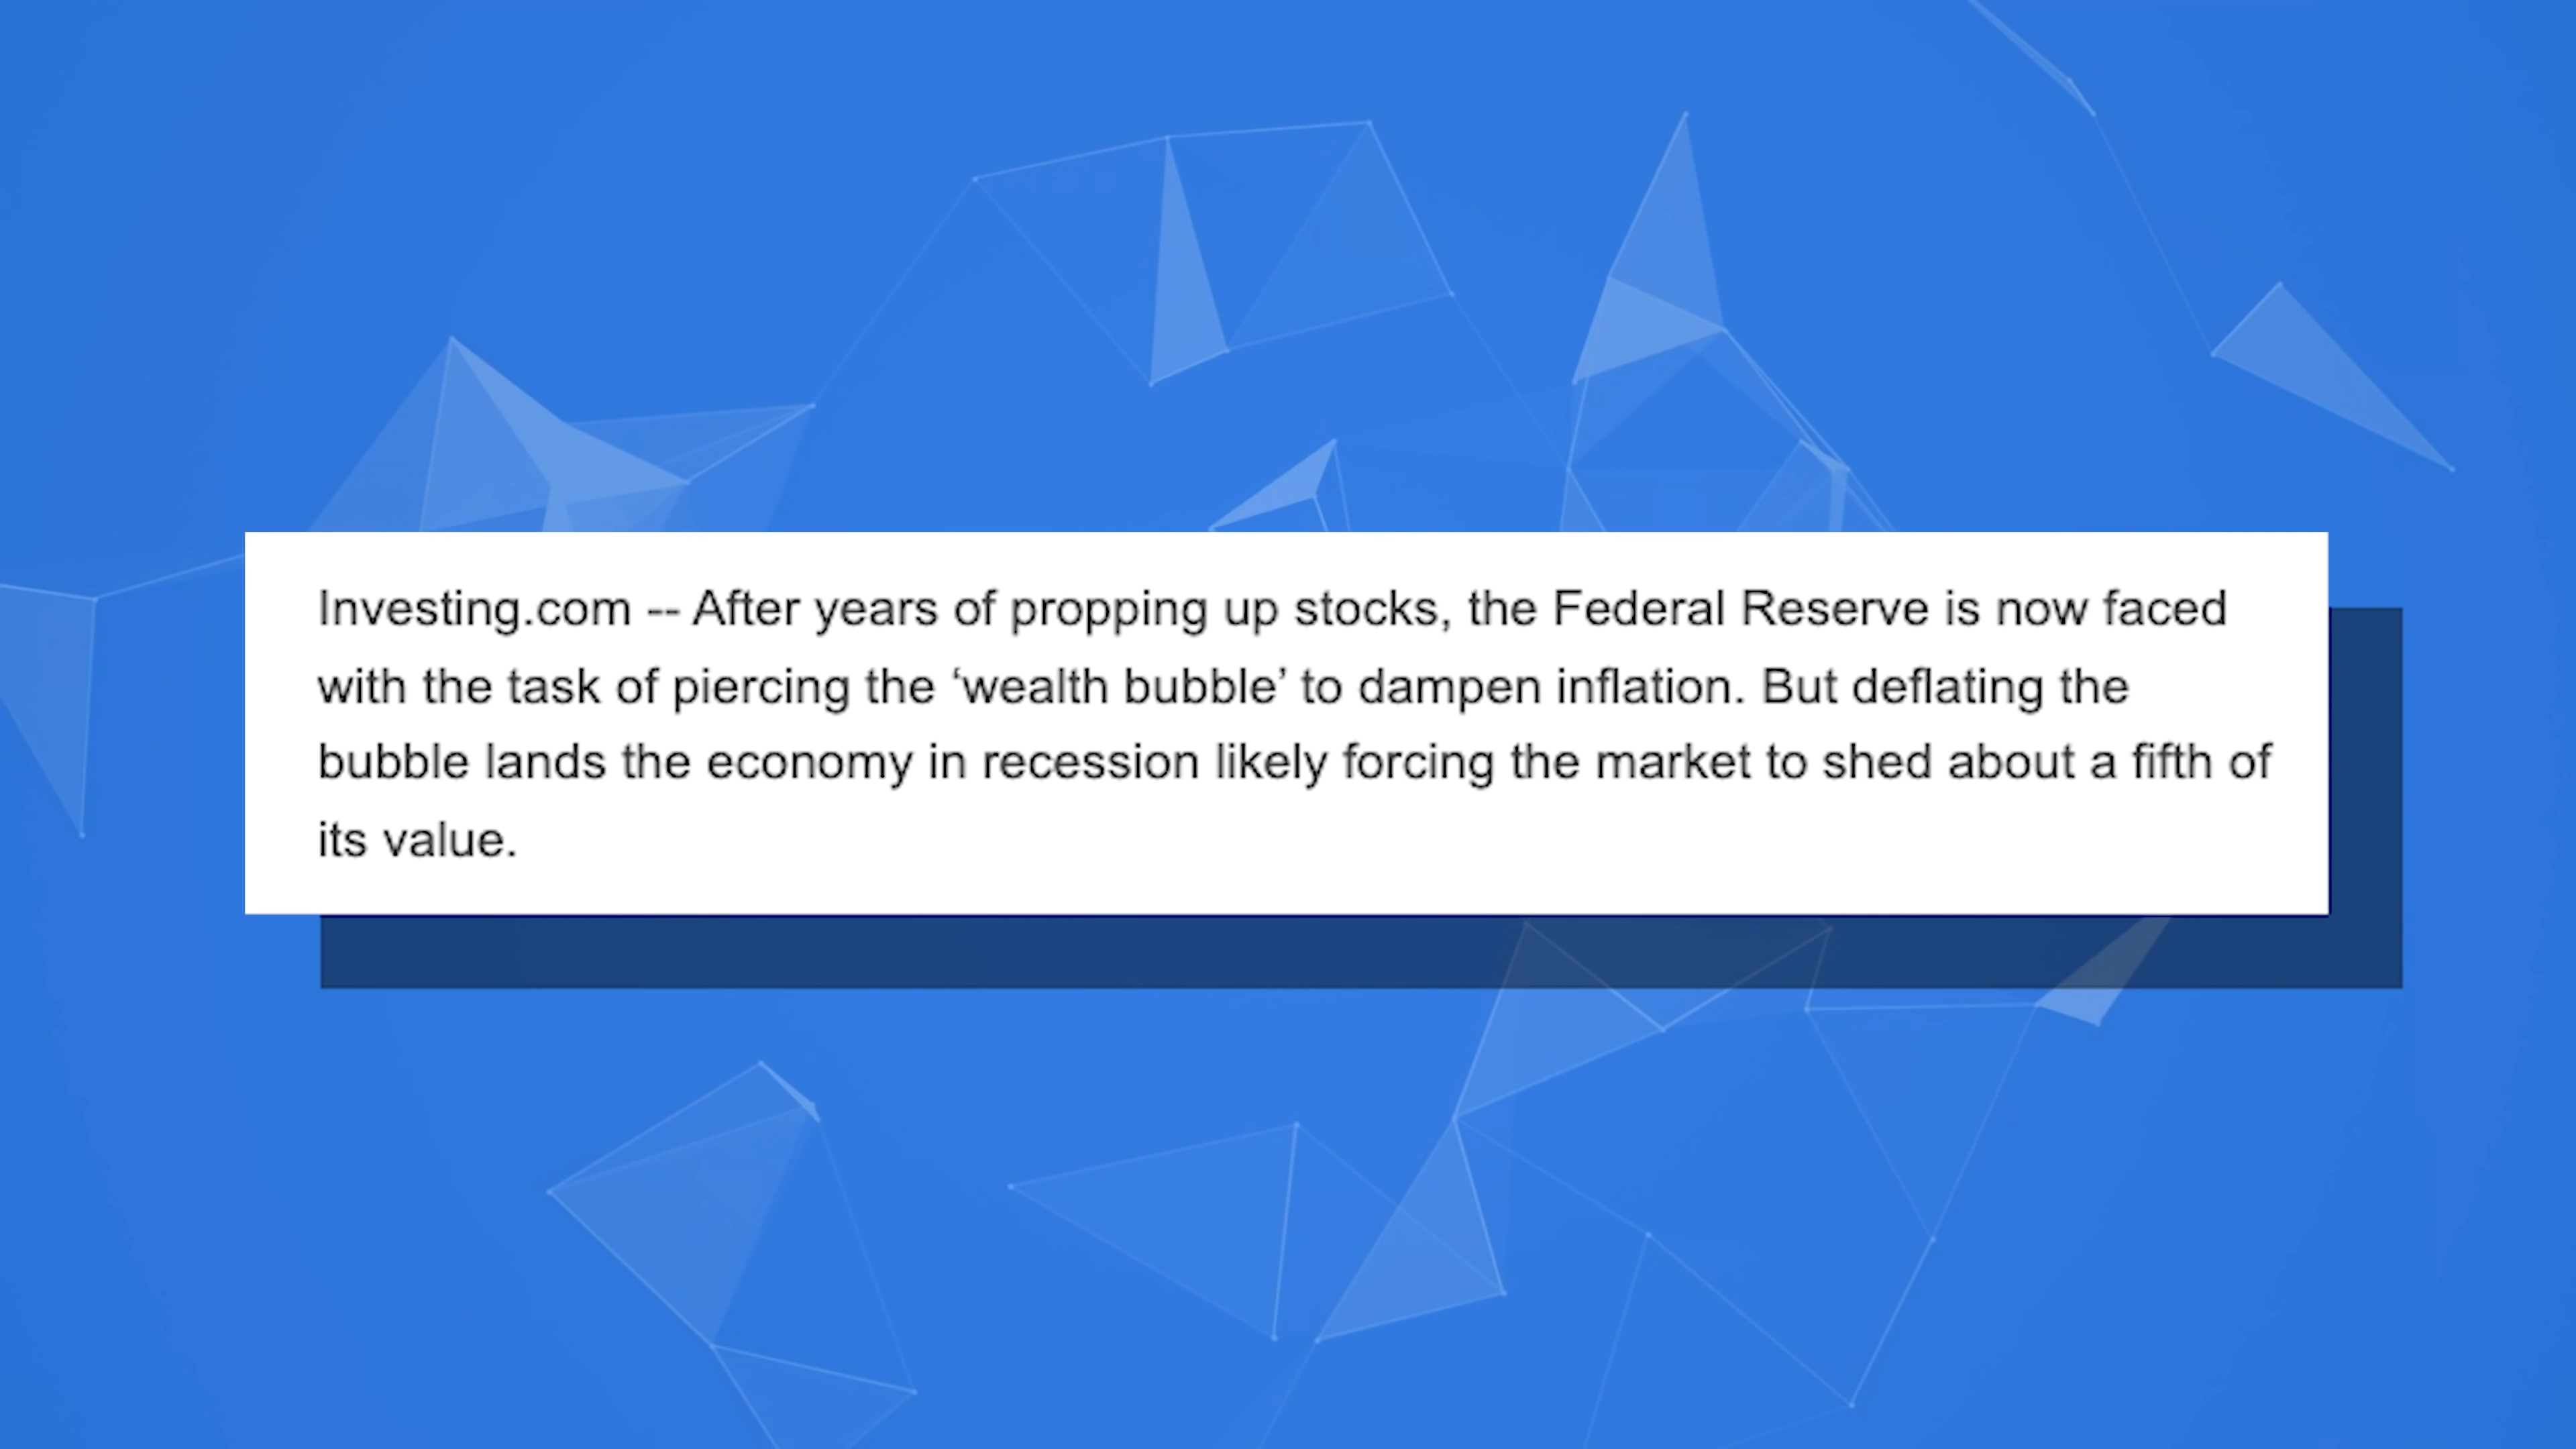 Investing.com -- After years of propping up stocks, the Federal Reserve is now faced
with the task of piercing the ‘wealth bubble’ to dampen inflation. But deflating the
bubble lands the economy in recession likely forcing the market to shed about a fifth of
its value.